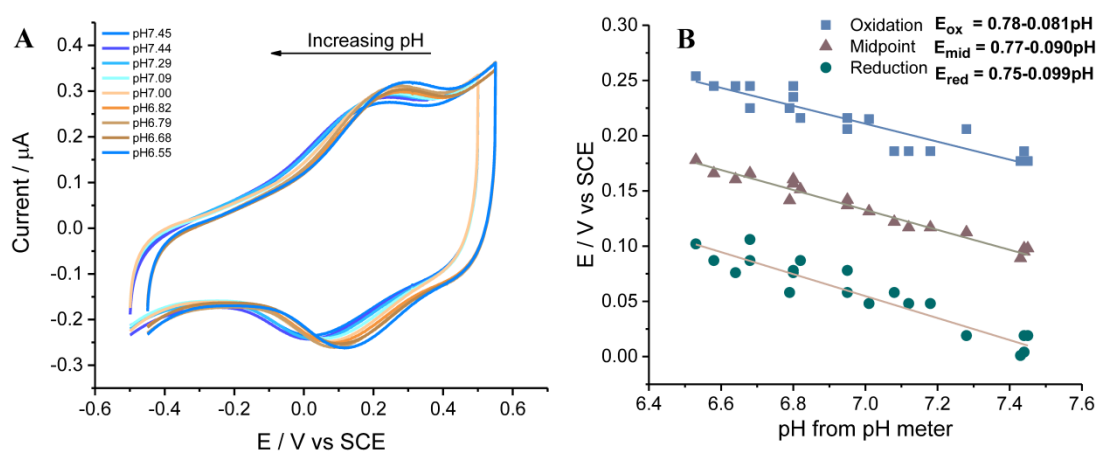 A
pH7.45
pH7.44
pH7.29
pH7.09
pH7.00
pH6.82
pH6.79
pH6.68
pH6.55
Increasing pH
0.4
0.3
0.2
0.1
0.0
-0.1
-0.2
-0.3
Current / μA
-0.6
-0.4
-0.2
0.0
0.2
0.4
0.6
E / V vs SCE
B
Oxidation E_ox = 0.78-0.081pH
Midpoint E_mid = 0.77-0.090pH
Reduction E_red = 0.75-0.099pH
0.30
0.25
0.20
0.15
0.10
0.05
0.00
E / V vs SCE
6.4
6.6
6.8
7.0
7.2
7.4
7.6
pH from pH meter